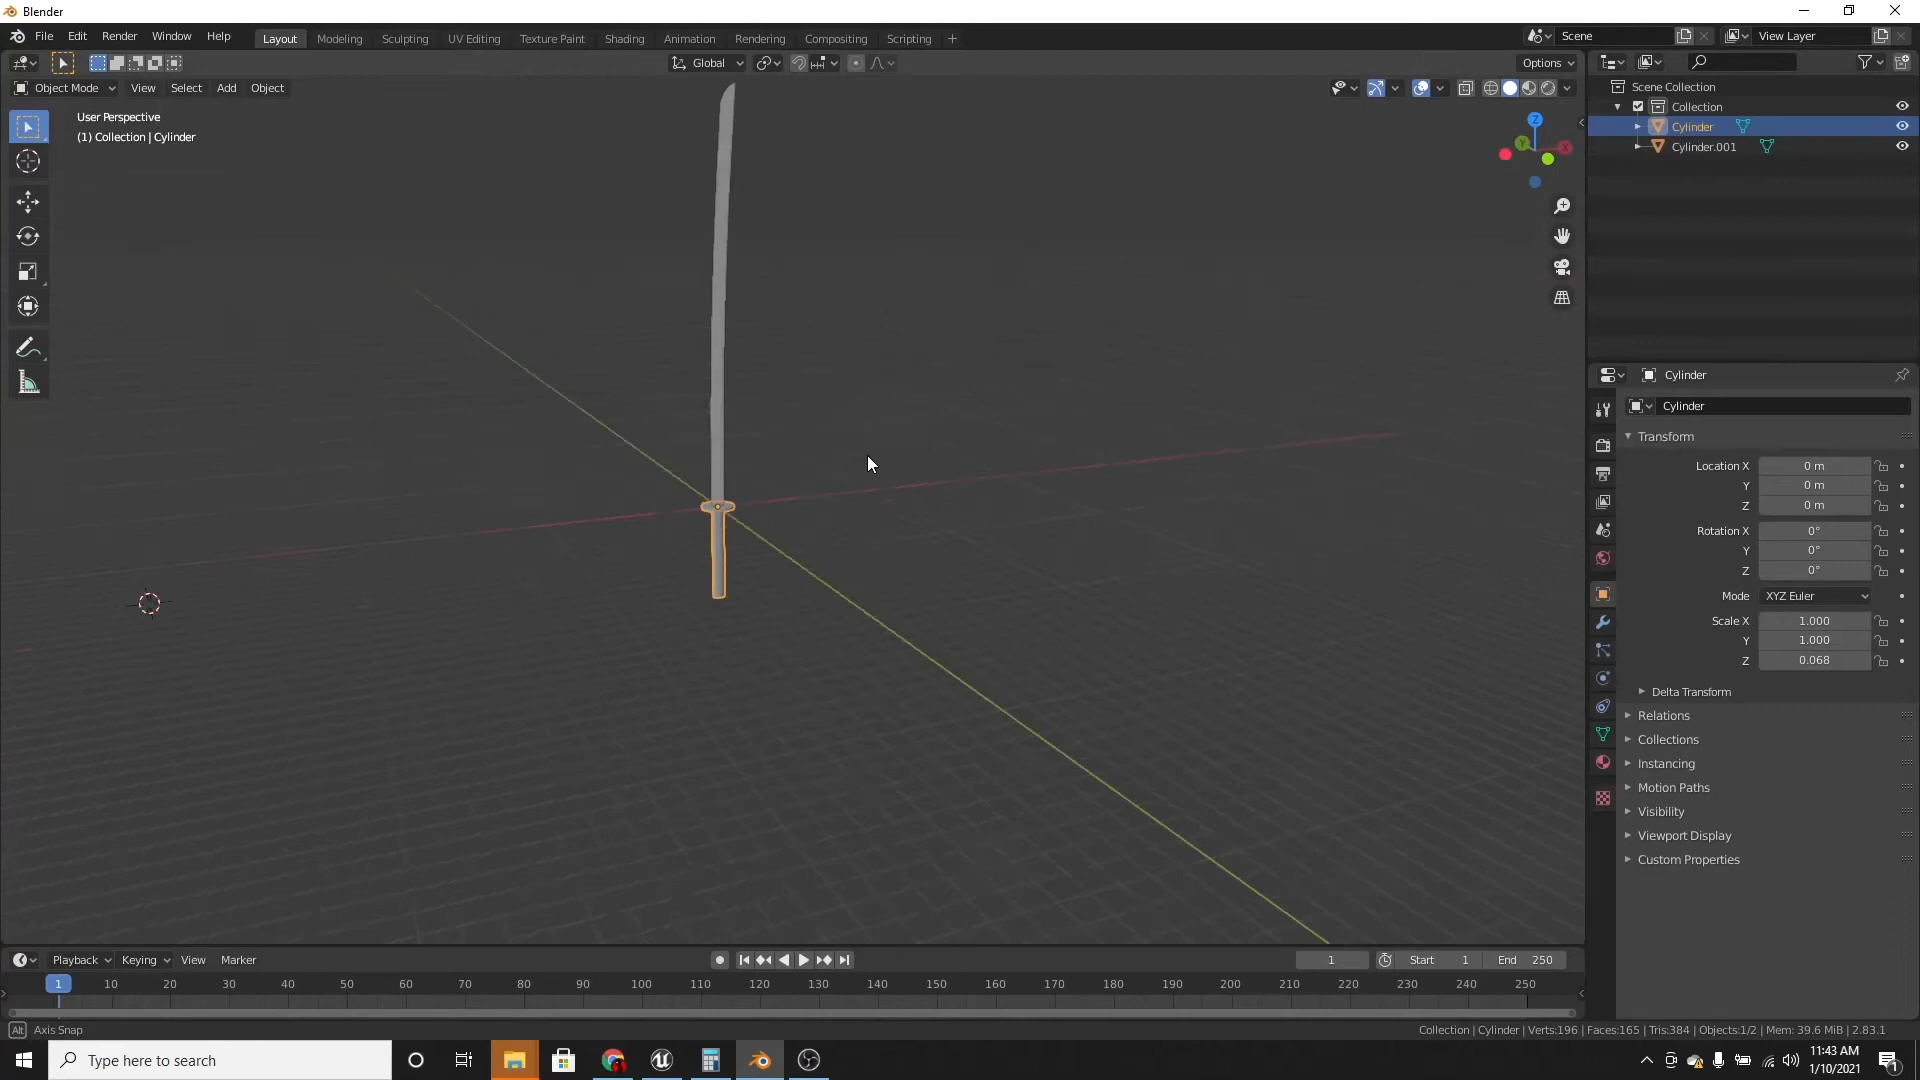 Blender
File Edit Render Window Help
Layout Modeling Sculpting UV Editing Texture Paint Shading Animation Rendering Compositing Scripting +
Scene
View Layer
Global
Options
Object Mode View Select Add Object
User Perspective
(1) Collection | Cylinder
Z
Y
X
Scene Collection
Collection
Cylinder
Cylinder.001
Cylinder
Cylinder
Transform
Location X 0 m
Y 0 m
Z 0 m
Rotation X 0°
Y 0°
Z 0°
Mode XYZ Euler
Scale X 1.000
Y 1.000
Z 0.068
Delta Transform
Relations
Collections
Instancing
Motion Paths
Visibility
Viewport Display
Custom Properties
Playback Keying View Marker
1 Start 1 End 250
1 10 20 30 40 50 60 70 80 90 100 110 120 130 140 150 160 170 180 190 200 210 220 230 240 250
Alt Axis Snap
Collection | Cylinder | Verts:196 | Faces:165 | Tris:384 | Objects:1/2 | Mem: 39.6 MiB | 2.83.1
Type here to search
11:43 AM
1/10/2021
1